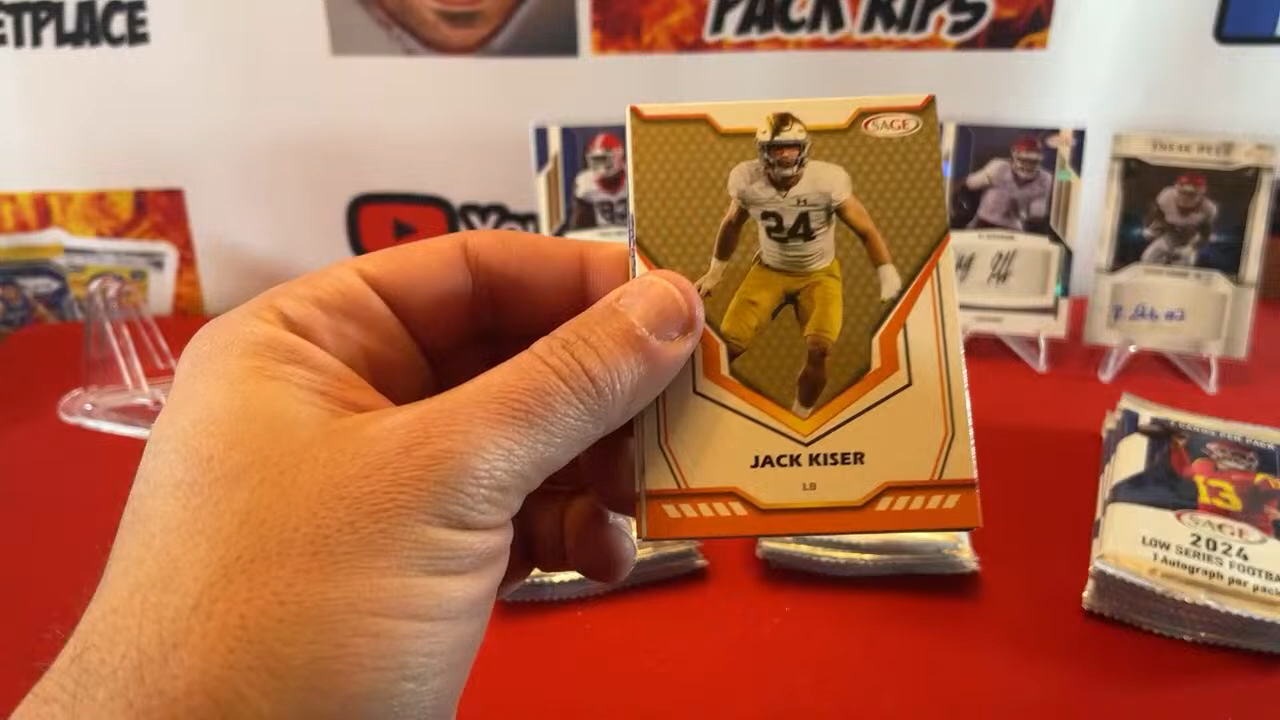 ETPLACE
PACK RIPS
SAGE
24
JACK KISER
LB
13
SAGE
2024
LOW SERIES FOOTBA
1 Autograph per pack